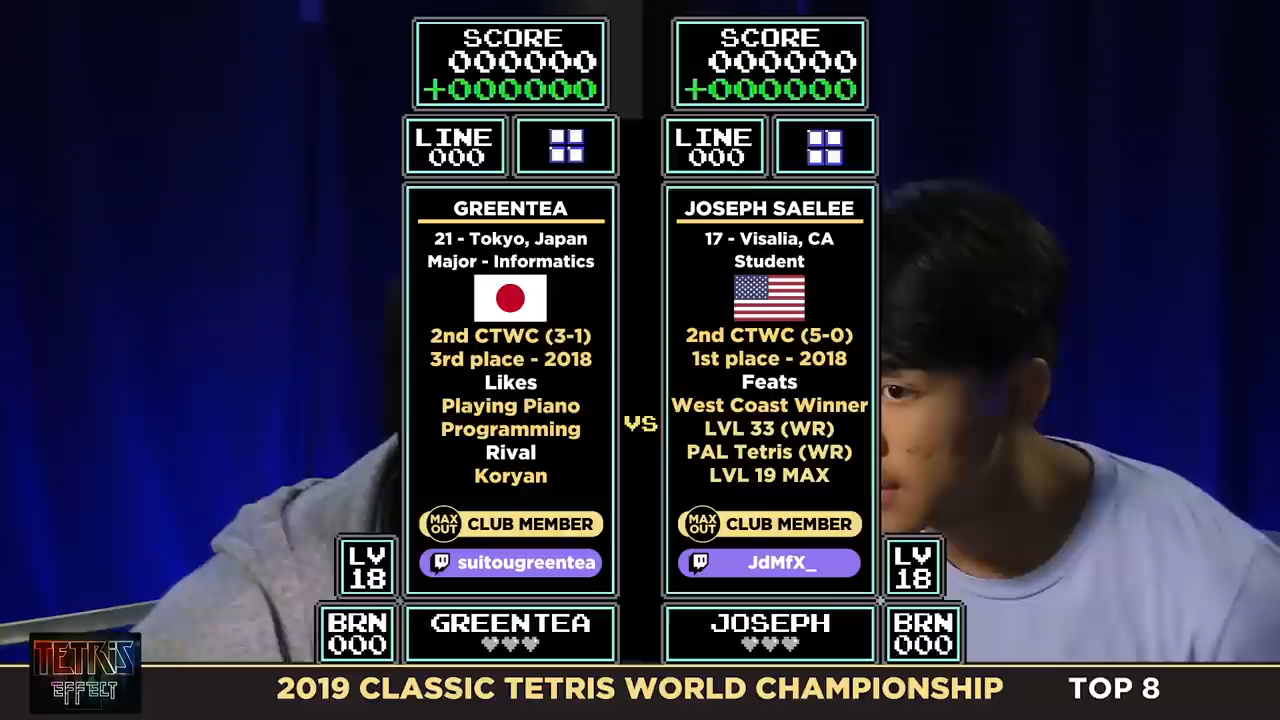 SCORE
000000
+000000
LINE
000
GREENTEA
21 - Tokyo, Japan
Major - Informatics
2nd CTWC (3-1)
3rd place - 2018
Likes
Playing Piano
Programming
Rival
Koryan
MAX OUT CLUB MEMBER
suitougreentea
LV
18
BRN
000
GREENTEA
VS
SCORE
000000
+000000
LINE
000
JOSEPH SAELEE
17 - Visalia, CA
Student
2nd CTWC (5-0)
1st place - 2018
Feats
West Coast Winner
LVL 33 (WR)
PAL Tetris (WR)
LVL 19 MAX
MAX OUT CLUB MEMBER
JdMfX_
LV
18
JOSEPH
BRN
000
TETRIS
EFFECT
2019 CLASSIC TETRIS WORLD CHAMPIONSHIP
TOP 8